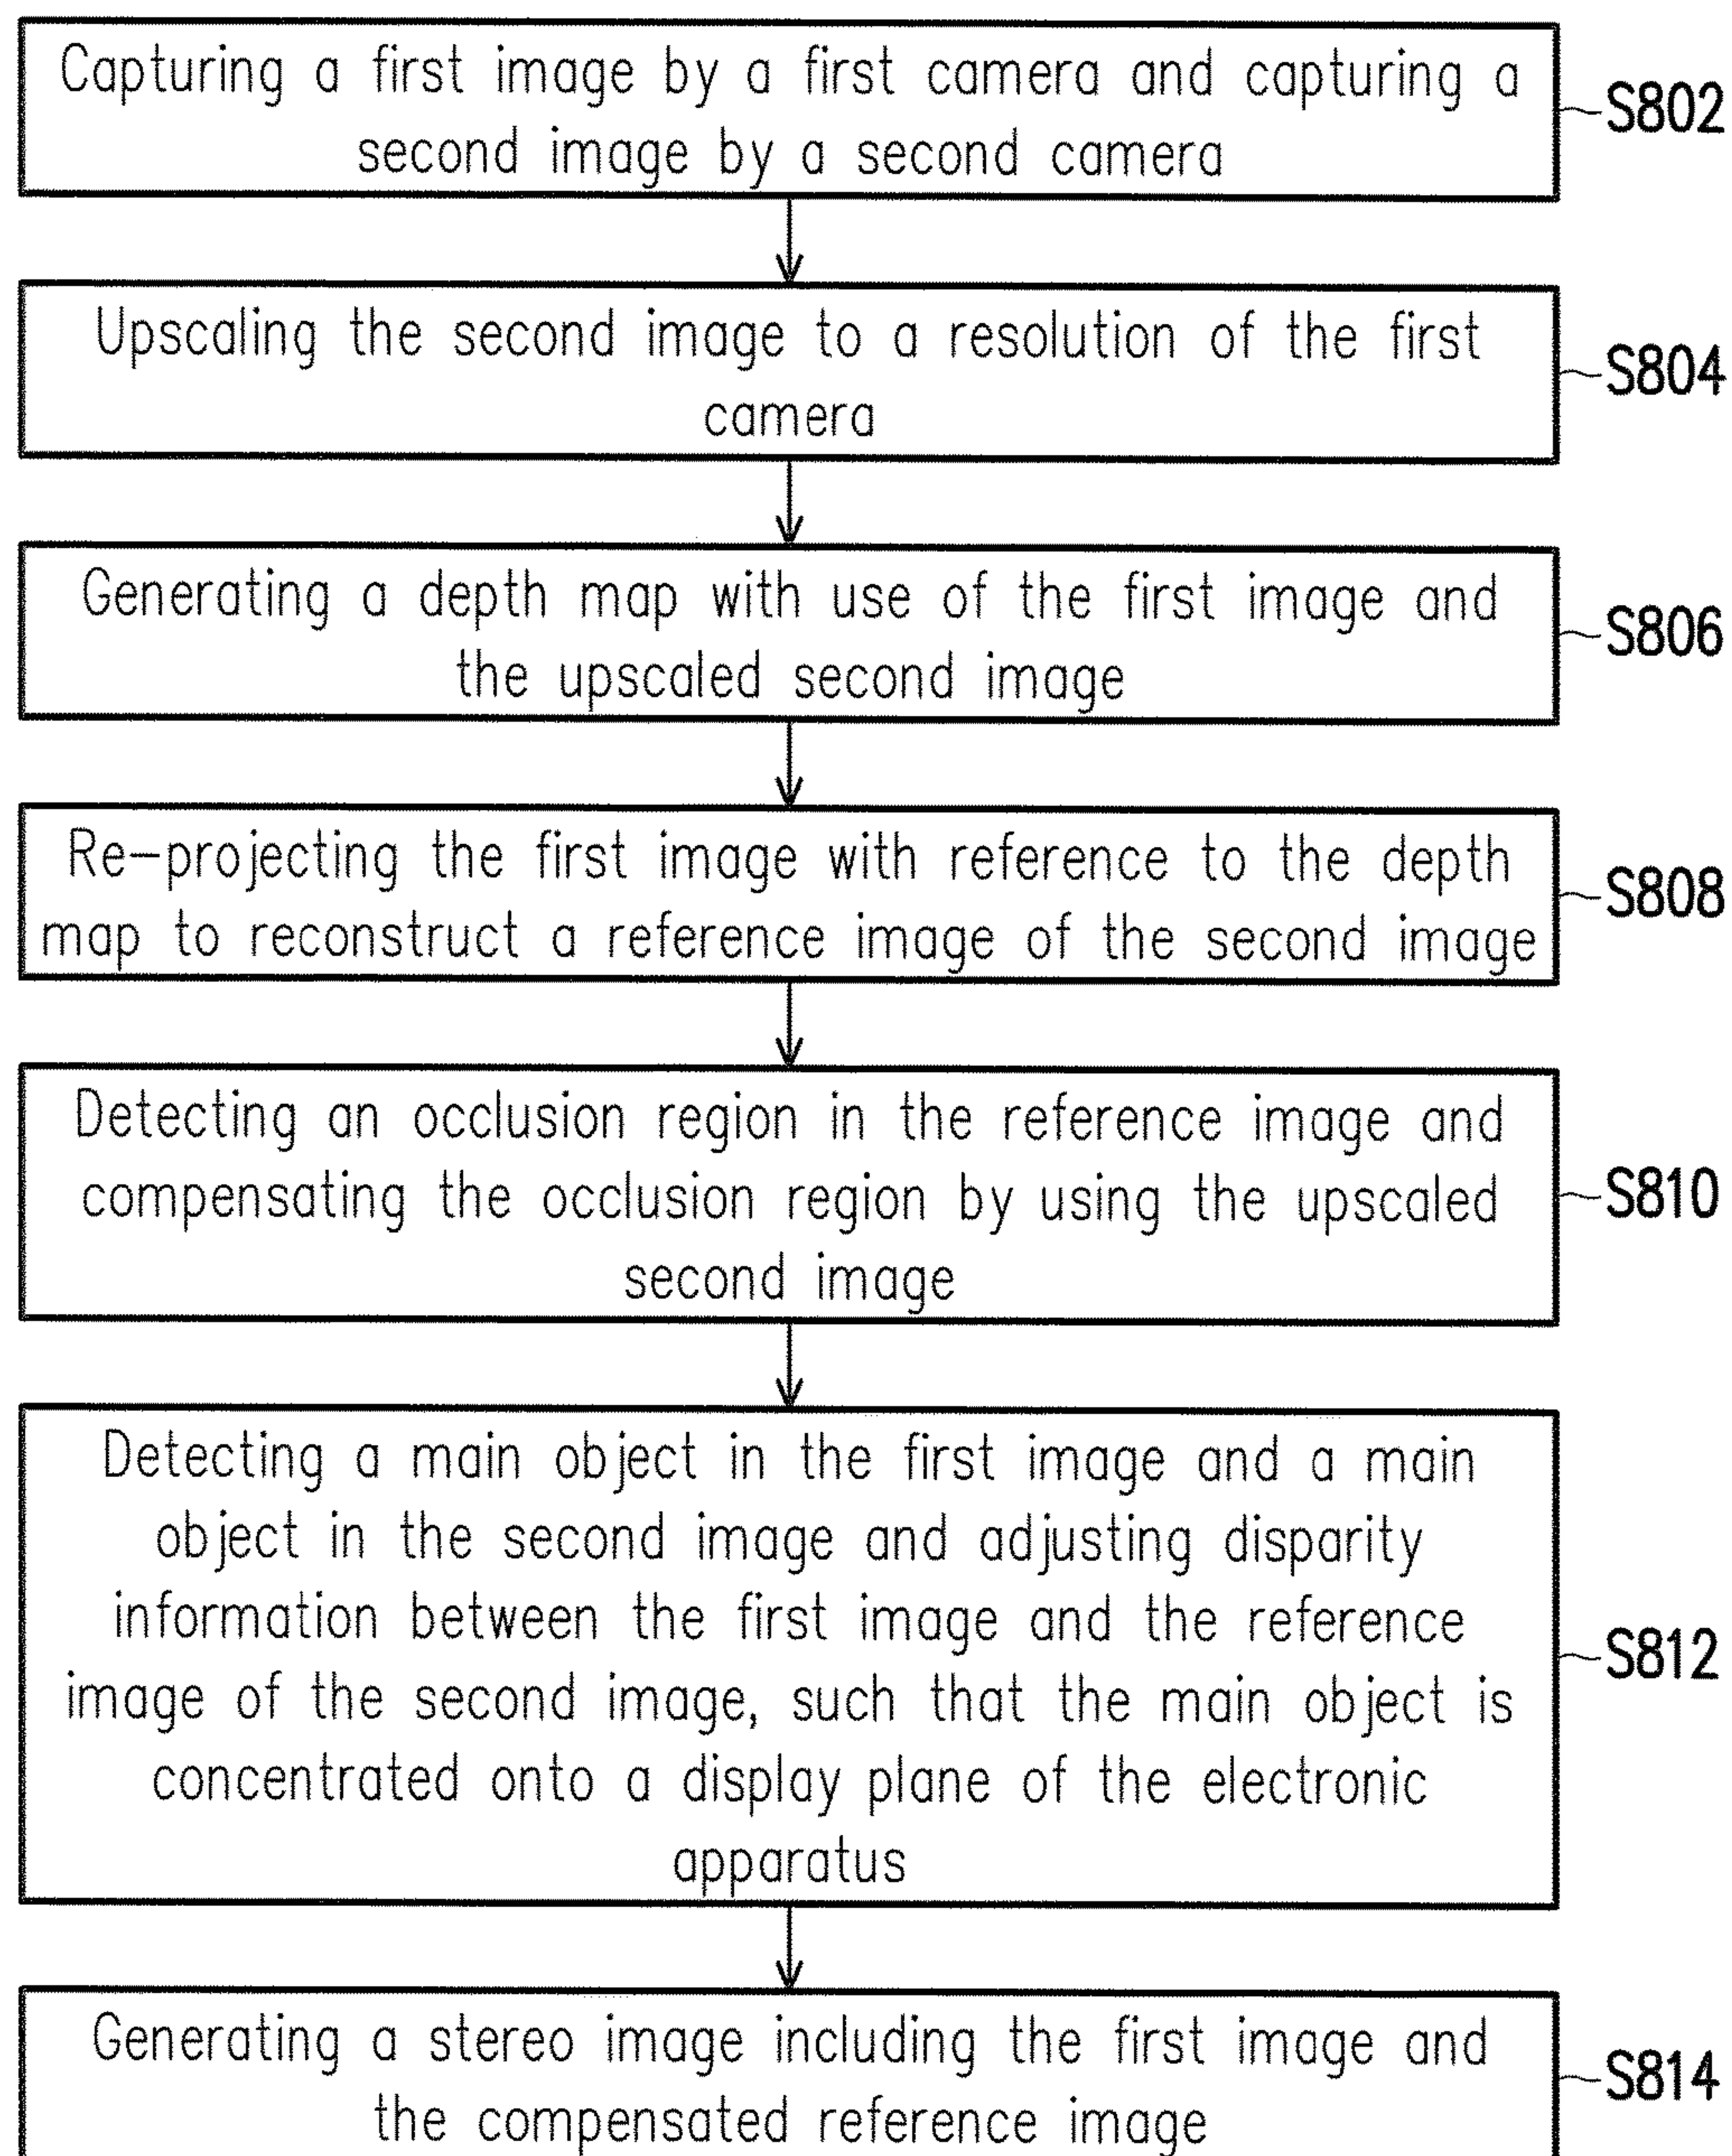 Capturing a first image by a first camera and capturing a
second image by a second camera
S802
Upscaling the second image to a resolution of the first
camera
S804
Generating a depth map with use of the first image and
the upscaled second image
S806
Re-projecting the first image with reference to the depth
map to reconstruct a reference image of the second image
S808
Detecting an occlusion region in the reference image and
compensating the occlusion region by using the upscaled
second image
S810
Detecting a main object in the first image and a main
object in the second image and adjusting disparity
information between the first image and the reference
image of the second image, such that the main object is
concentrated onto a display plane of the electronic
apparatus
S812
Generating a stereo image including the first image and
the compensated reference image
S814